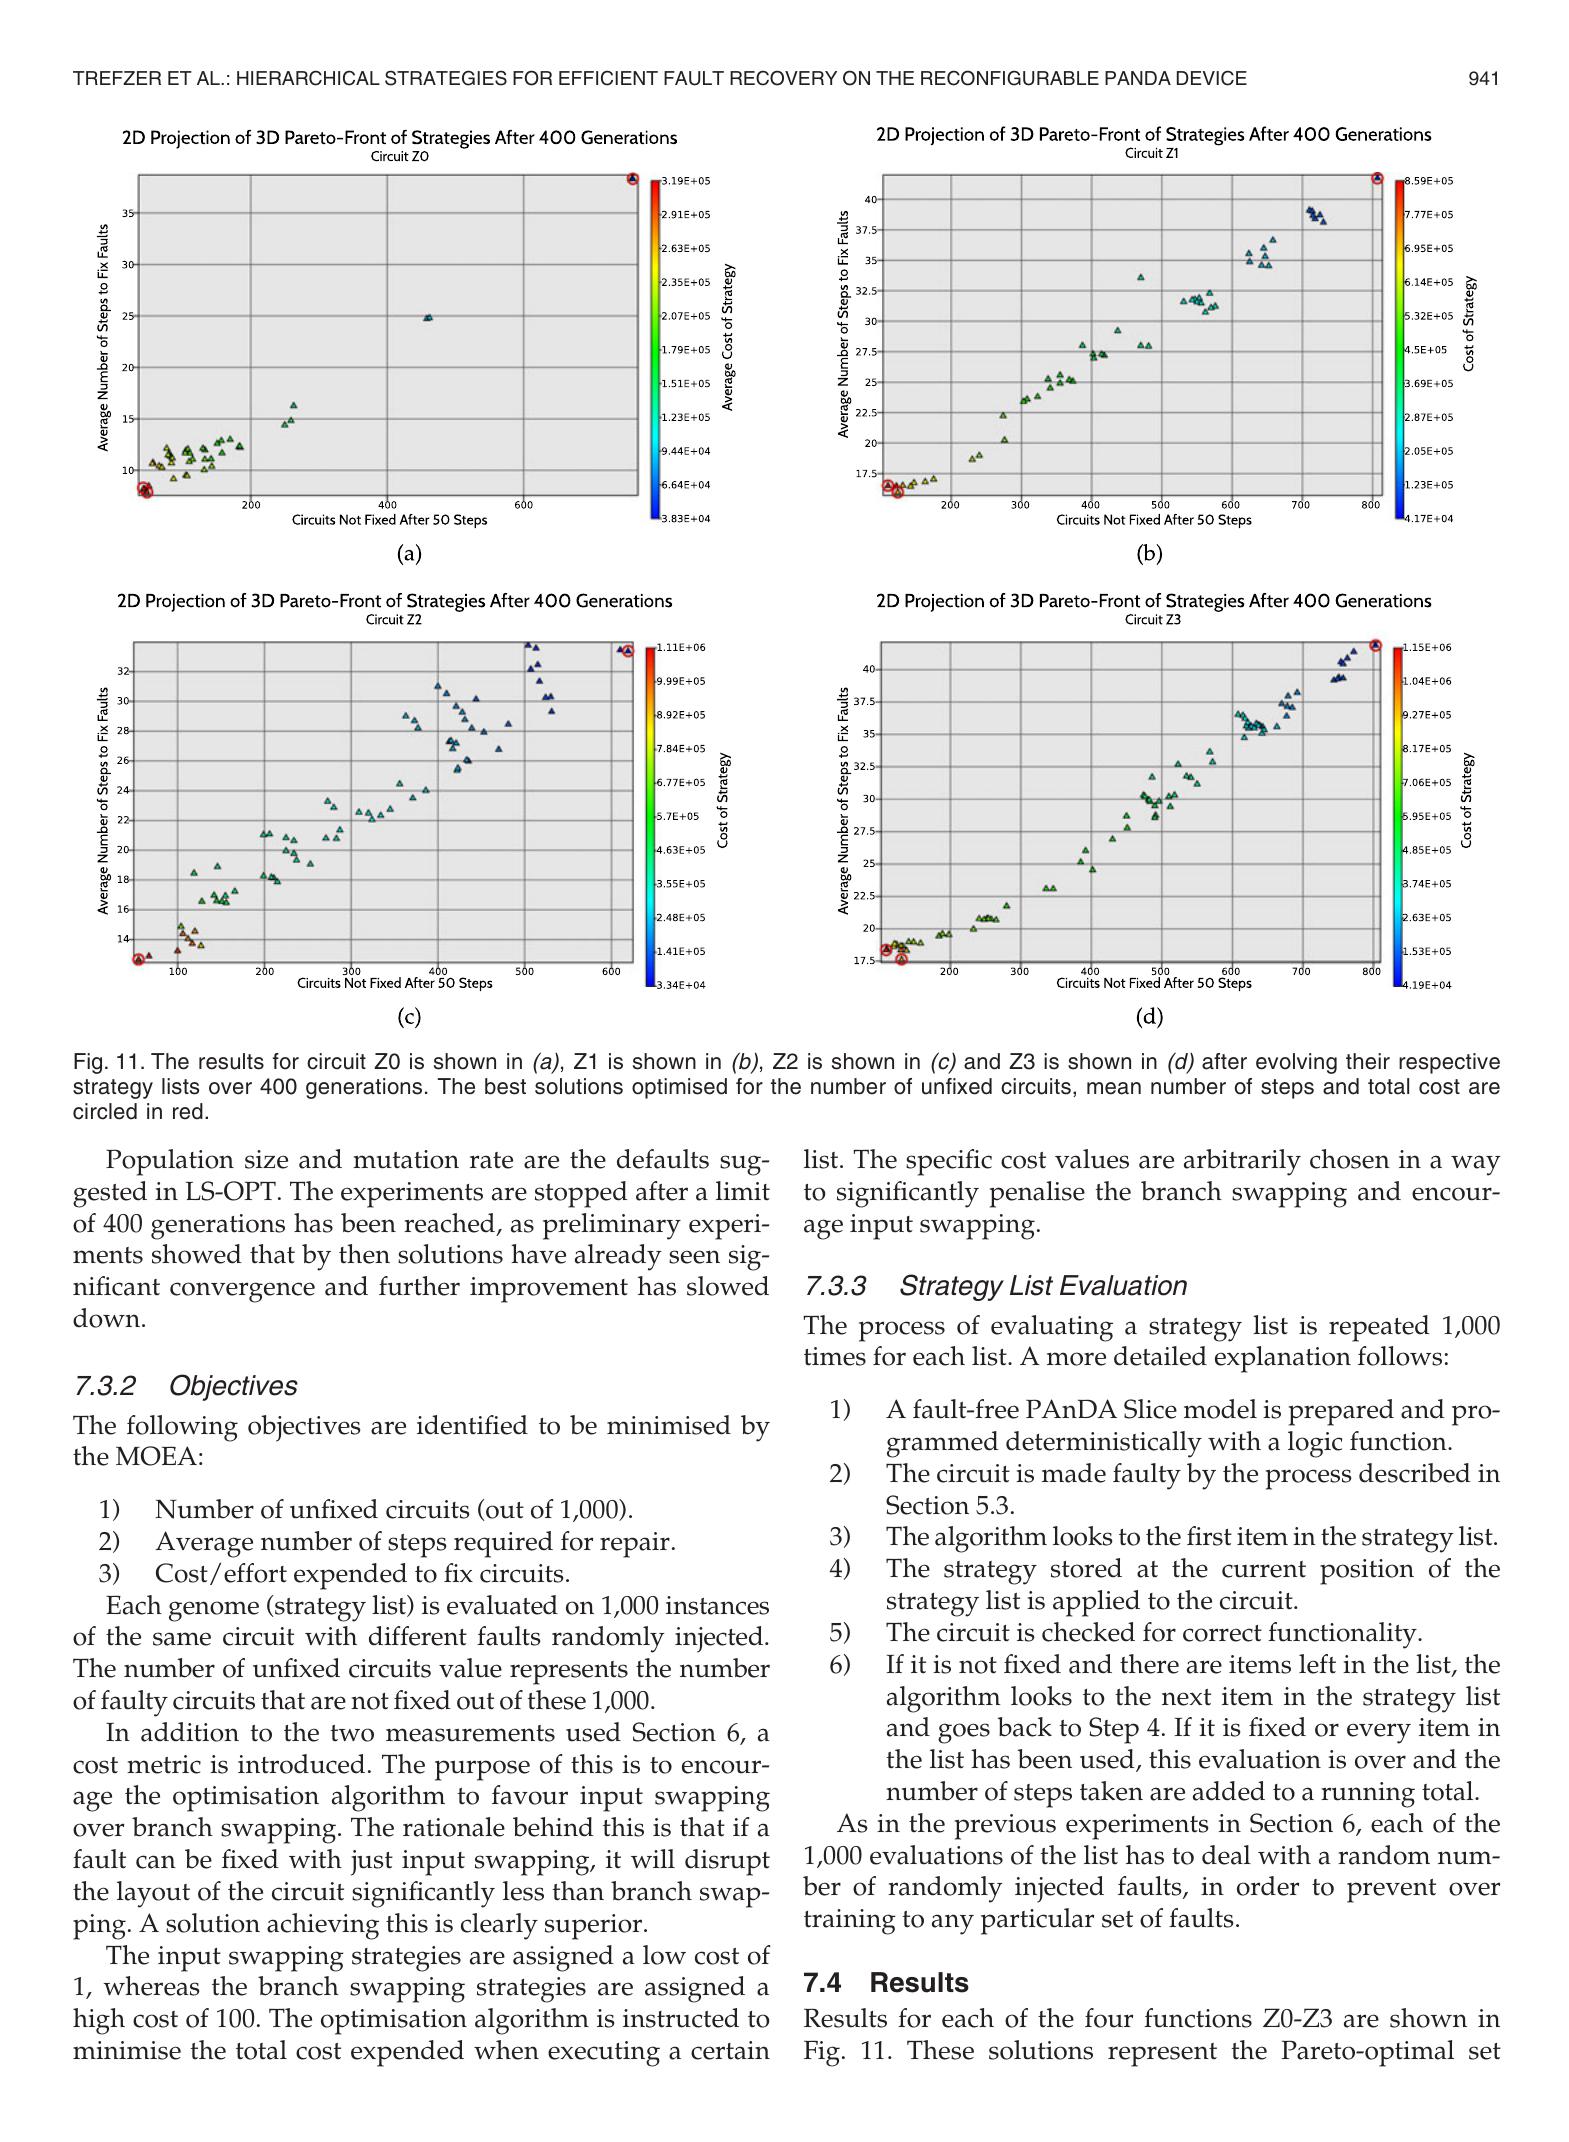 TREFZER ET AL.: HIERARCHICAL STRATEGIES FOR EFFICIENT FAULT RECOVERY ON THE RECONFIGURABLE PANDA DEVICE 941
2D Projection of 3D Pareto-Front of Strategies After 400 Generations
Circuit Z0
Average Number of Steps to Fix Faults
35
30
25
20
15
10
200 400 600
Circuits Not Fixed After 50 Steps
3.19E+05
2.91E+05
2.63E+05
2.35E+05
2.07E+05
1.79E+05
1.51E+05
1.23E+05
9.44E+04
6.64E+04
3.83E+04
Average Cost of Strategy
(a)
2D Projection of 3D Pareto-Front of Strategies After 400 Generations
Circuit Z1
Average Number of Steps to Fix Faults
40
37.5
35
32.5
30
27.5
25
22.5
20
17.5
200 300 400 500 600 700 800
Circuits Not Fixed After 50 Steps
8.59E+05
7.77E+05
6.95E+05
6.14E+05
5.32E+05
4.5E+05
3.69E+05
2.87E+05
2.05E+05
1.23E+05
4.17E+04
Cost of Strategy
(b)
2D Projection of 3D Pareto-Front of Strategies After 400 Generations
Circuit Z2
Average Number of Steps to Fix Faults
32
30
28
26
24
22
20
18
16
14
100 200 300 400 500 600
Circuits Not Fixed After 50 Steps
1.11E+06
9.99E+05
8.92E+05
7.84E+05
6.77E+05
5.7E+05
4.63E+05
3.55E+05
2.48E+05
1.41E+05
3.34E+04
Cost of Strategy
(c)
2D Projection of 3D Pareto-Front of Strategies After 400 Generations
Circuit Z3
Average Number of Steps to Fix Faults
40
37.5
35
32.5
30
27.5
25
22.5
20
17.5
200 300 400 500 600 700 800
Circuits Not Fixed After 50 Steps
1.15E+06
1.04E+06
9.27E+05
8.17E+05
7.06E+05
5.95E+05
4.85E+05
3.74E+05
2.63E+05
1.53E+05
4.19E+04
Cost of Strategy
(d)
Fig. 11. The results for circuit Z0 is shown in (a), Z1 is shown in (b), Z2 is shown in (c) and Z3 is shown in (d) after evolving their respective
strategy lists over 400 generations. The best solutions optimised for the number of unfixed circuits, mean number of steps and total cost are
circled in red.
Population size and mutation rate are the defaults sug-
gested in LS-OPT. The experiments are stopped after a limit
of 400 generations has been reached, as preliminary experi-
ments showed that by then solutions have already seen sig-
nificant convergence and further improvement has slowed
down.
7.3.2 Objectives
The following objectives are identified to be minimised by
the MOEA:
1) Number of unfixed circuits (out of 1,000).
2) Average number of steps required for repair.
3) Cost/effort expended to fix circuits.
Each genome (strategy list) is evaluated on 1,000 instances
of the same circuit with different faults randomly injected.
The number of unfixed circuits value represents the number
of faulty circuits that are not fixed out of these 1,000.
In addition to the two measurements used Section 6, a
cost metric is introduced. The purpose of this is to encour-
age the optimisation algorithm to favour input swapping
over branch swapping. The rationale behind this is that if a
fault can be fixed with just input swapping, it will disrupt
the layout of the circuit significantly less than branch swap-
ping. A solution achieving this is clearly superior.
The input swapping strategies are assigned a low cost of
1, whereas the branch swapping strategies are assigned a
high cost of 100. The optimisation algorithm is instructed to
minimise the total cost expended when executing a certain
list. The specific cost values are arbitrarily chosen in a way
to significantly penalise the branch swapping and encour-
age input swapping.
7.3.3 Strategy List Evaluation
The process of evaluating a strategy list is repeated 1,000
times for each list. A more detailed explanation follows:
1) A fault-free PAnDA Slice model is prepared and pro-
grammed deterministically with a logic function.
2) The circuit is made faulty by the process described in
Section 5.3.
3) The algorithm looks to the first item in the strategy list.
4) The strategy stored at the current position of the
strategy list is applied to the circuit.
5) The circuit is checked for correct functionality.
6) If it is not fixed and there are items left in the list, the
algorithm looks to the next item in the strategy list
and goes back to Step 4. If it is fixed or every item in
the list has been used, this evaluation is over and the
number of steps taken are added to a running total.
As in the previous experiments in Section 6, each of the
1,000 evaluations of the list has to deal with a random num-
ber of randomly injected faults, in order to prevent over
training to any particular set of faults.
7.4 Results
Results for each of the four functions Z0-Z3 are shown in
Fig. 11. These solutions represent the Pareto-optimal set